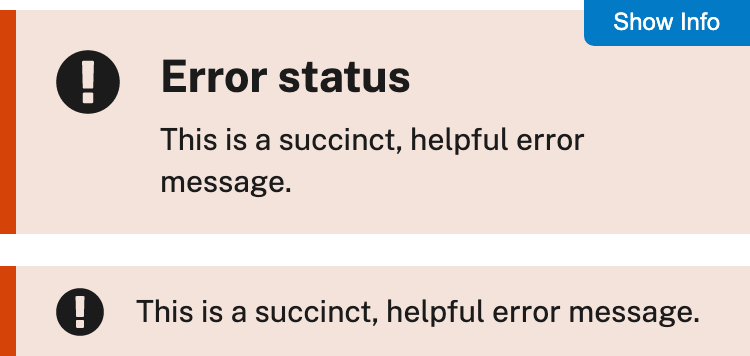 Show Info
Error status
This is a succinct, helpful error
message.
This is a succinct, helpful error message.